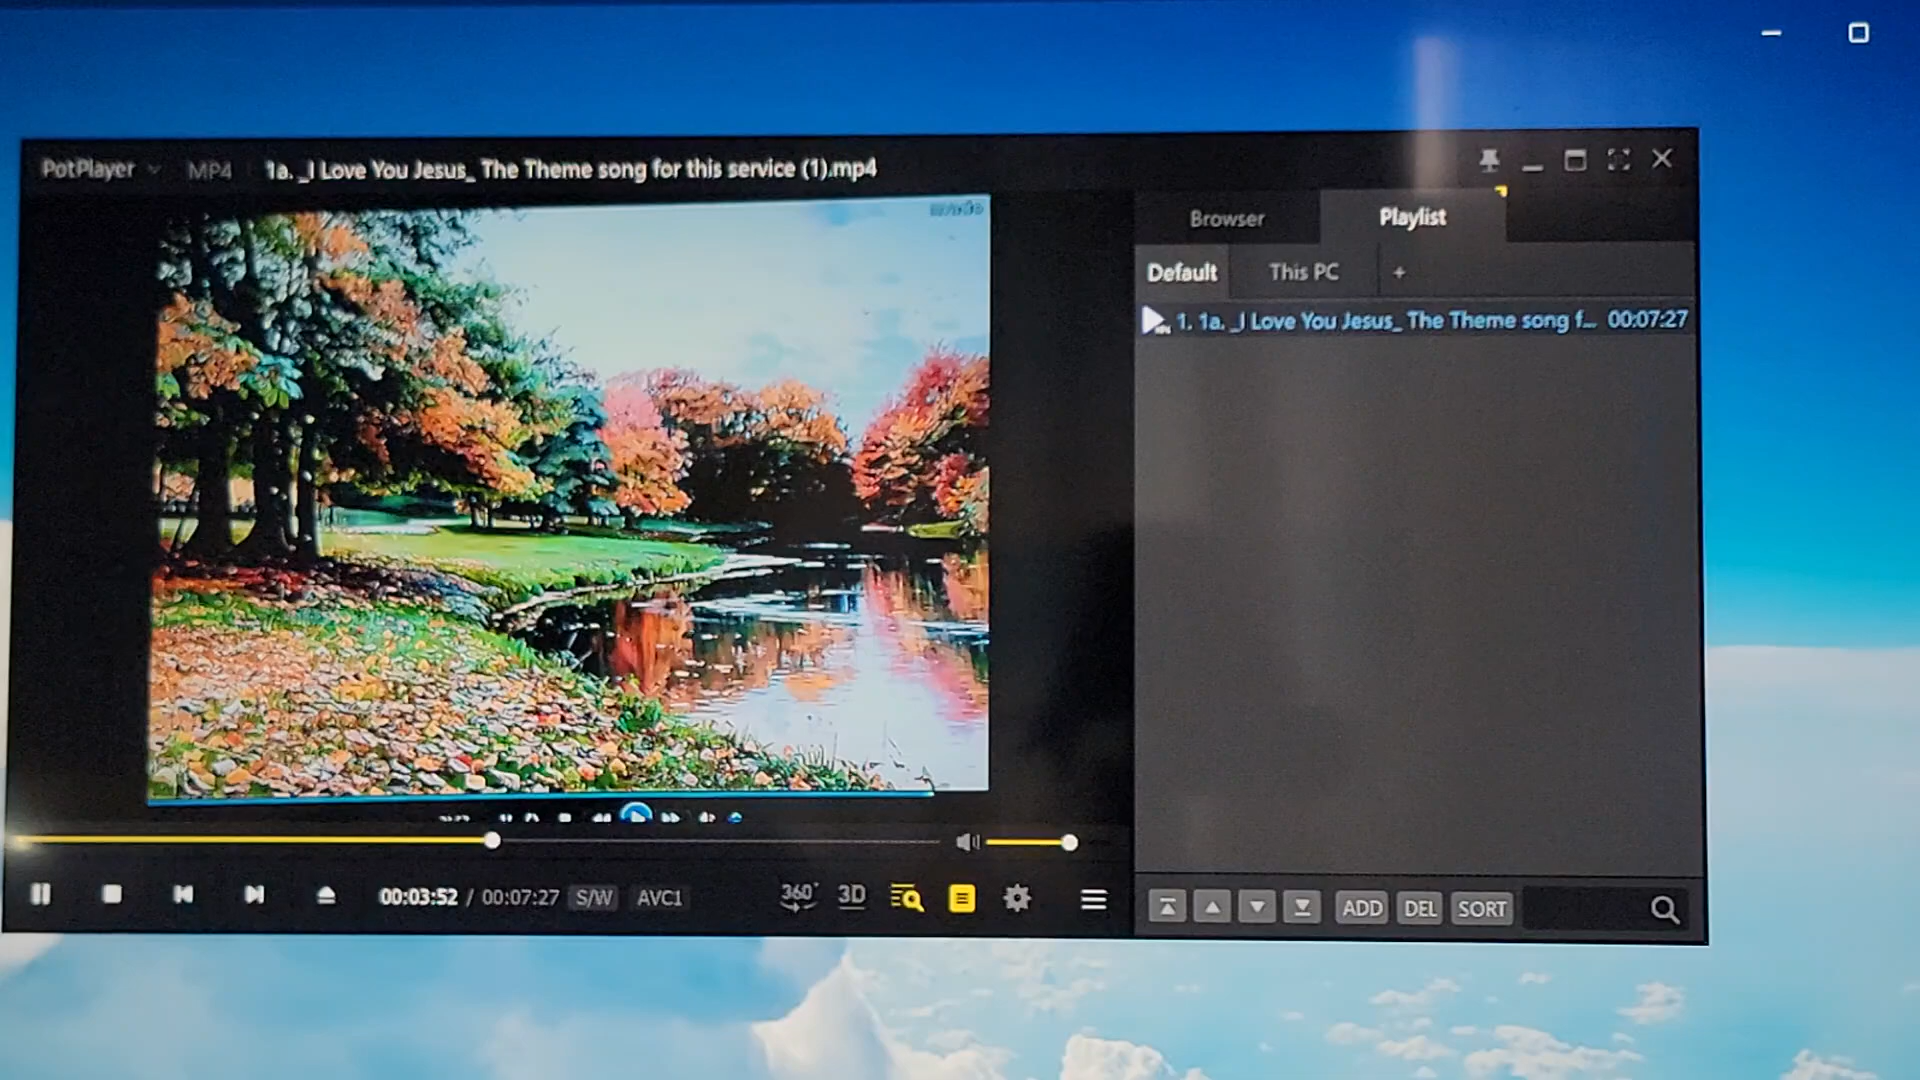 PotPlayer MP4 1a. _I Love You Jesus_ The Theme song for this service (1).mp4
Browser Playlist
Default This PC +
1. 1a. _I Love You Jesus_ The Theme song f... 00:07:27
00:03:52 / 00:07:27 S/W AVC1 360° 3D
ADD DEL SORT